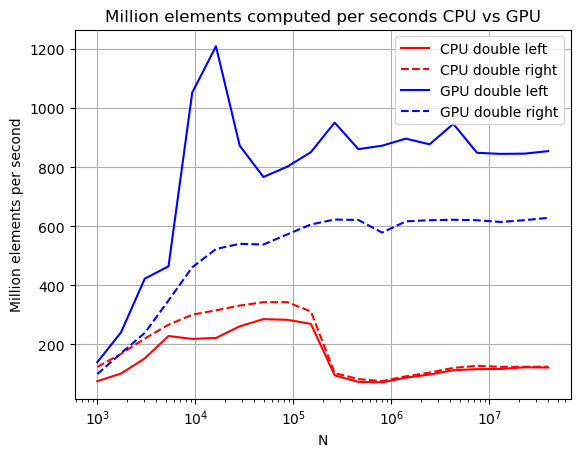 Million elements computed per seconds CPU vs GPU
CPU double left
CPU double right
GPU double left
GPU double right
Million elements per second
1200
1000
800
600
400
200
10³
10⁴
10⁵
10⁶
10⁷
N